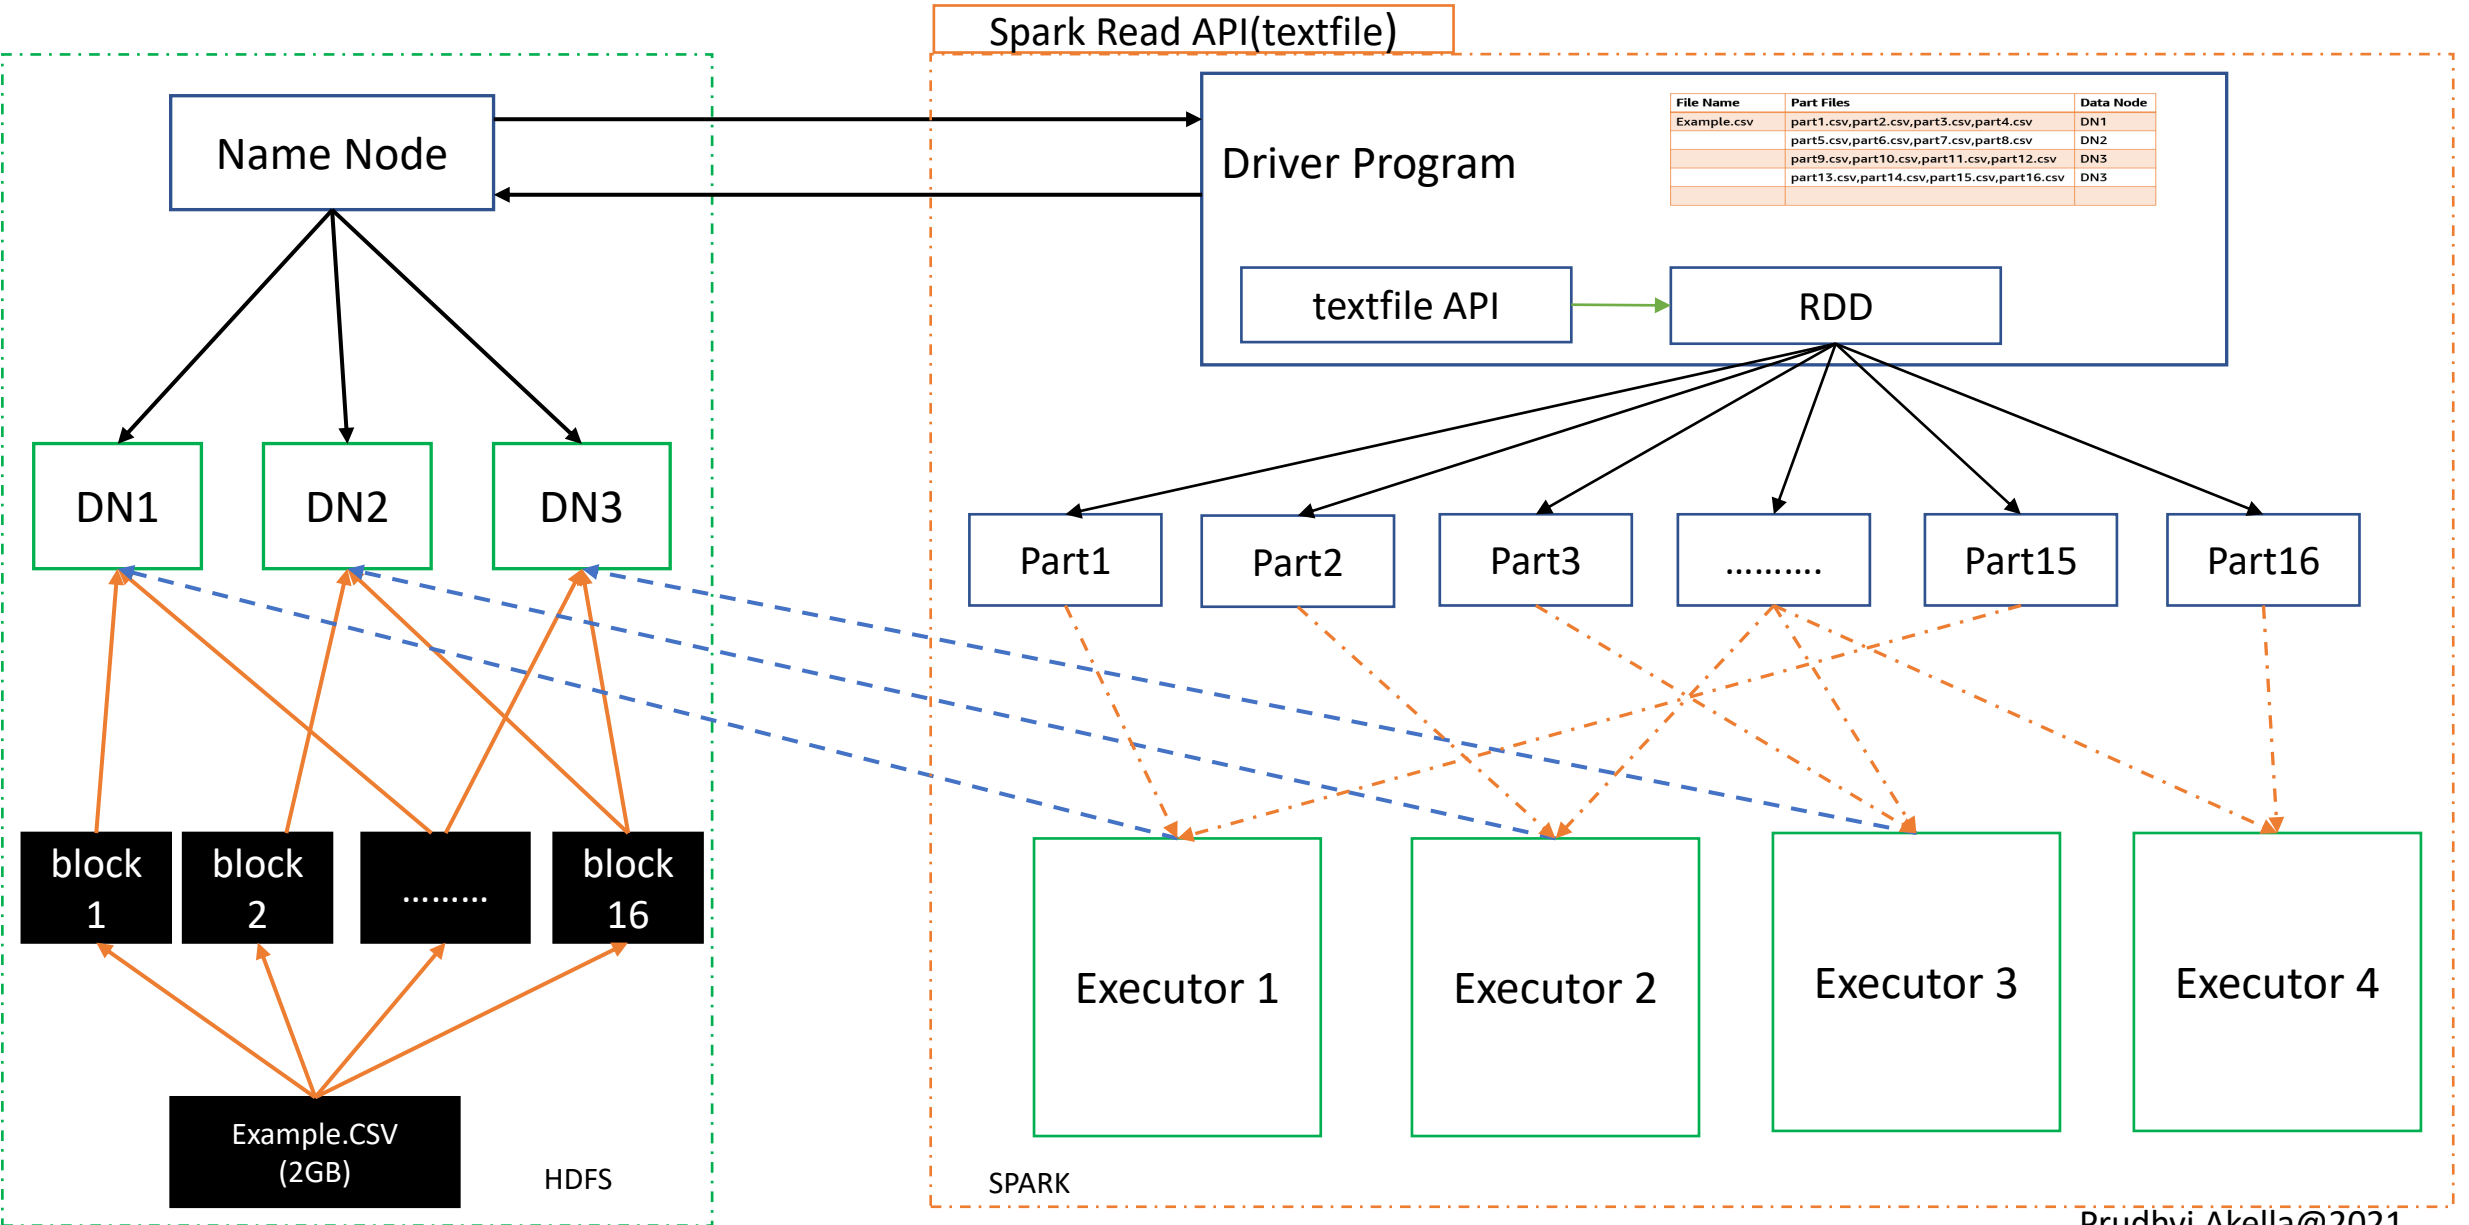 Spark Read API(textfile)
Name Node
Driver Program
File Name Part Files Data Node
Example.csv part1.csv,part2.csv,part3.csv,part4.csv DN1
part5.csv,part6.csv,part7.csv,part8.csv DN2
part9.csv,part10.csv,part11.csv,part12.csv DN3
part13.csv,part14.csv,part15.csv,part16.csv DN3
textfile API
RDD
DN1
DN2
DN3
Part1
Part2
Part3
..........
Part15
Part16
block
1
block
2
.........
block
16
Executor 1
Executor 2
Executor 3
Executor 4
Example.CSV
(2GB)
HDFS
SPARK
Prudhvi Akella@2021